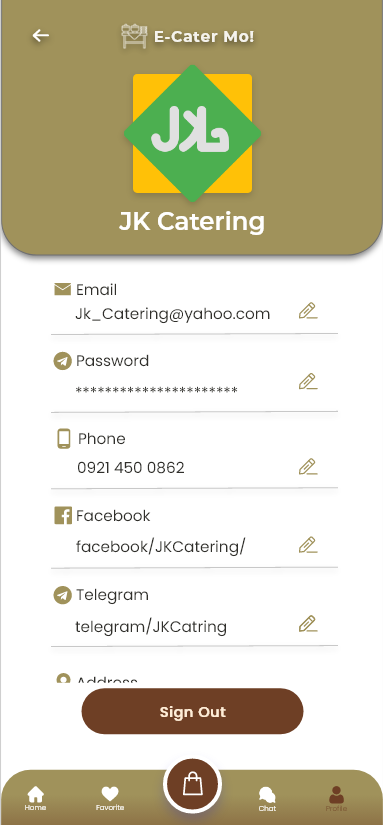 E-Cater Mo!
JK
JK Catering
Email
Jk_Catering@yahoo.com
Password
**********************
Phone
0921 450 0862
Facebook
facebook/JKCatering/
Telegram
telegram/JKCatring
Address
Sign Out
Home
Favorite
Chat
Profile